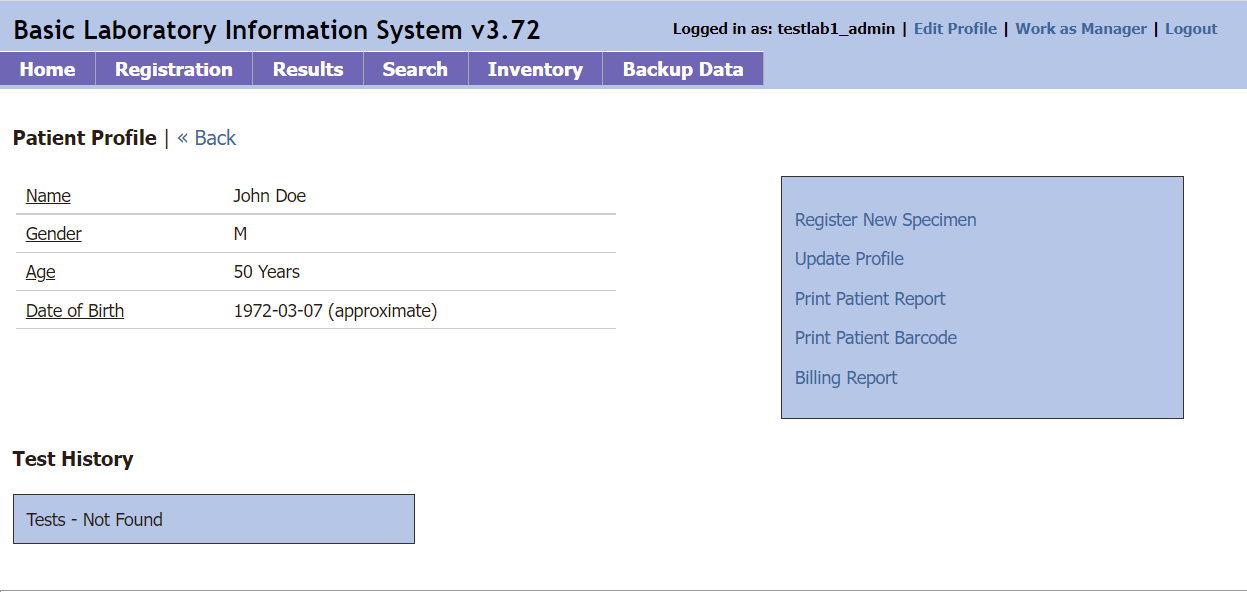 Basic Laboratory Information System v3.72
Logged in as: testlab1_admin | Edit Profile | Work as Manager | Logout
Home Registration Results Search Inventory Backup Data
Patient Profile | « Back
Name John Doe
Gender M
Age 50 Years
Date of Birth 1972-03-07 (approximate)
Register New Specimen
Update Profile
Print Patient Report
Print Patient Barcode
Billing Report
Test History
Tests - Not Found